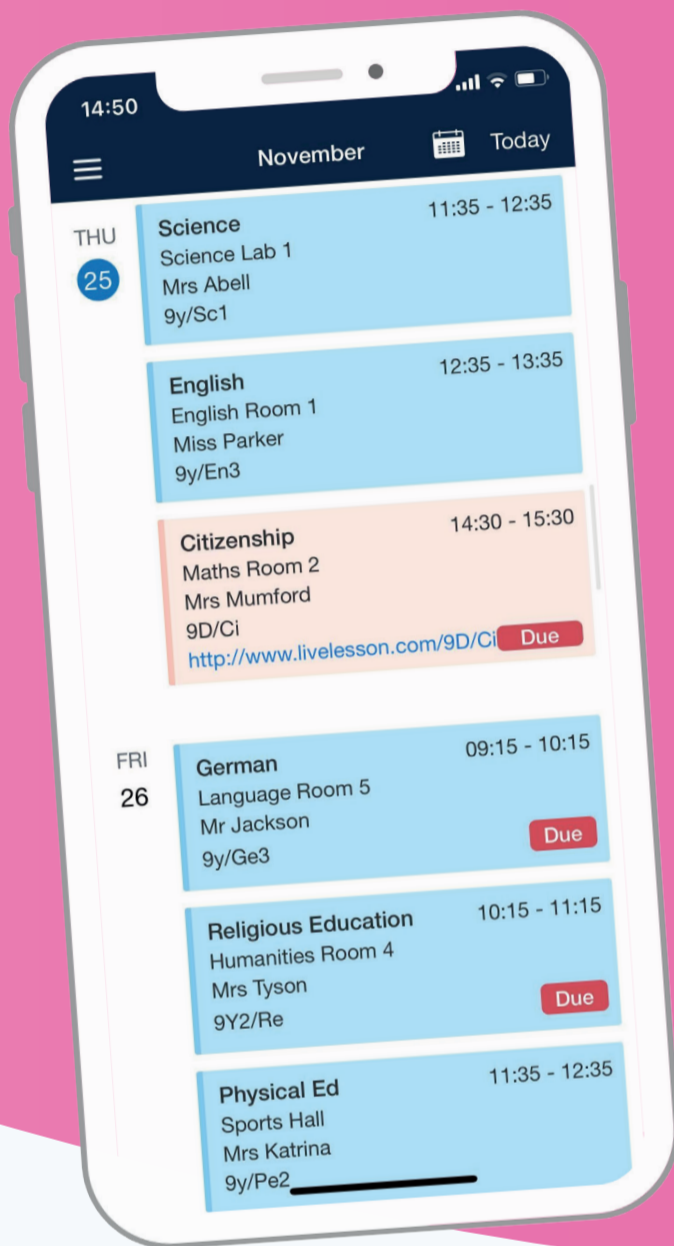 14:50
November
Today
THU
25
Science
11:35 - 12:35
Science Lab 1
Mrs Abell
9y/Sc1
English
12:35 - 13:35
English Room 1
Miss Parker
9y/En3
Citizenship
14:30 - 15:30
Maths Room 2
Mrs Mumford
9D/Ci
http://www.livelesson.com/9D/Ci
Due
FRI
26
German
09:15 - 10:15
Language Room 5
Mr Jackson
9y/Ge3
Due
Religious Education
10:15 - 11:15
Humanities Room 4
Mrs Tyson
9Y2/Re
Due
Physical Ed
11:35 - 12:35
Sports Hall
Mrs Katrina
9y/Pe2